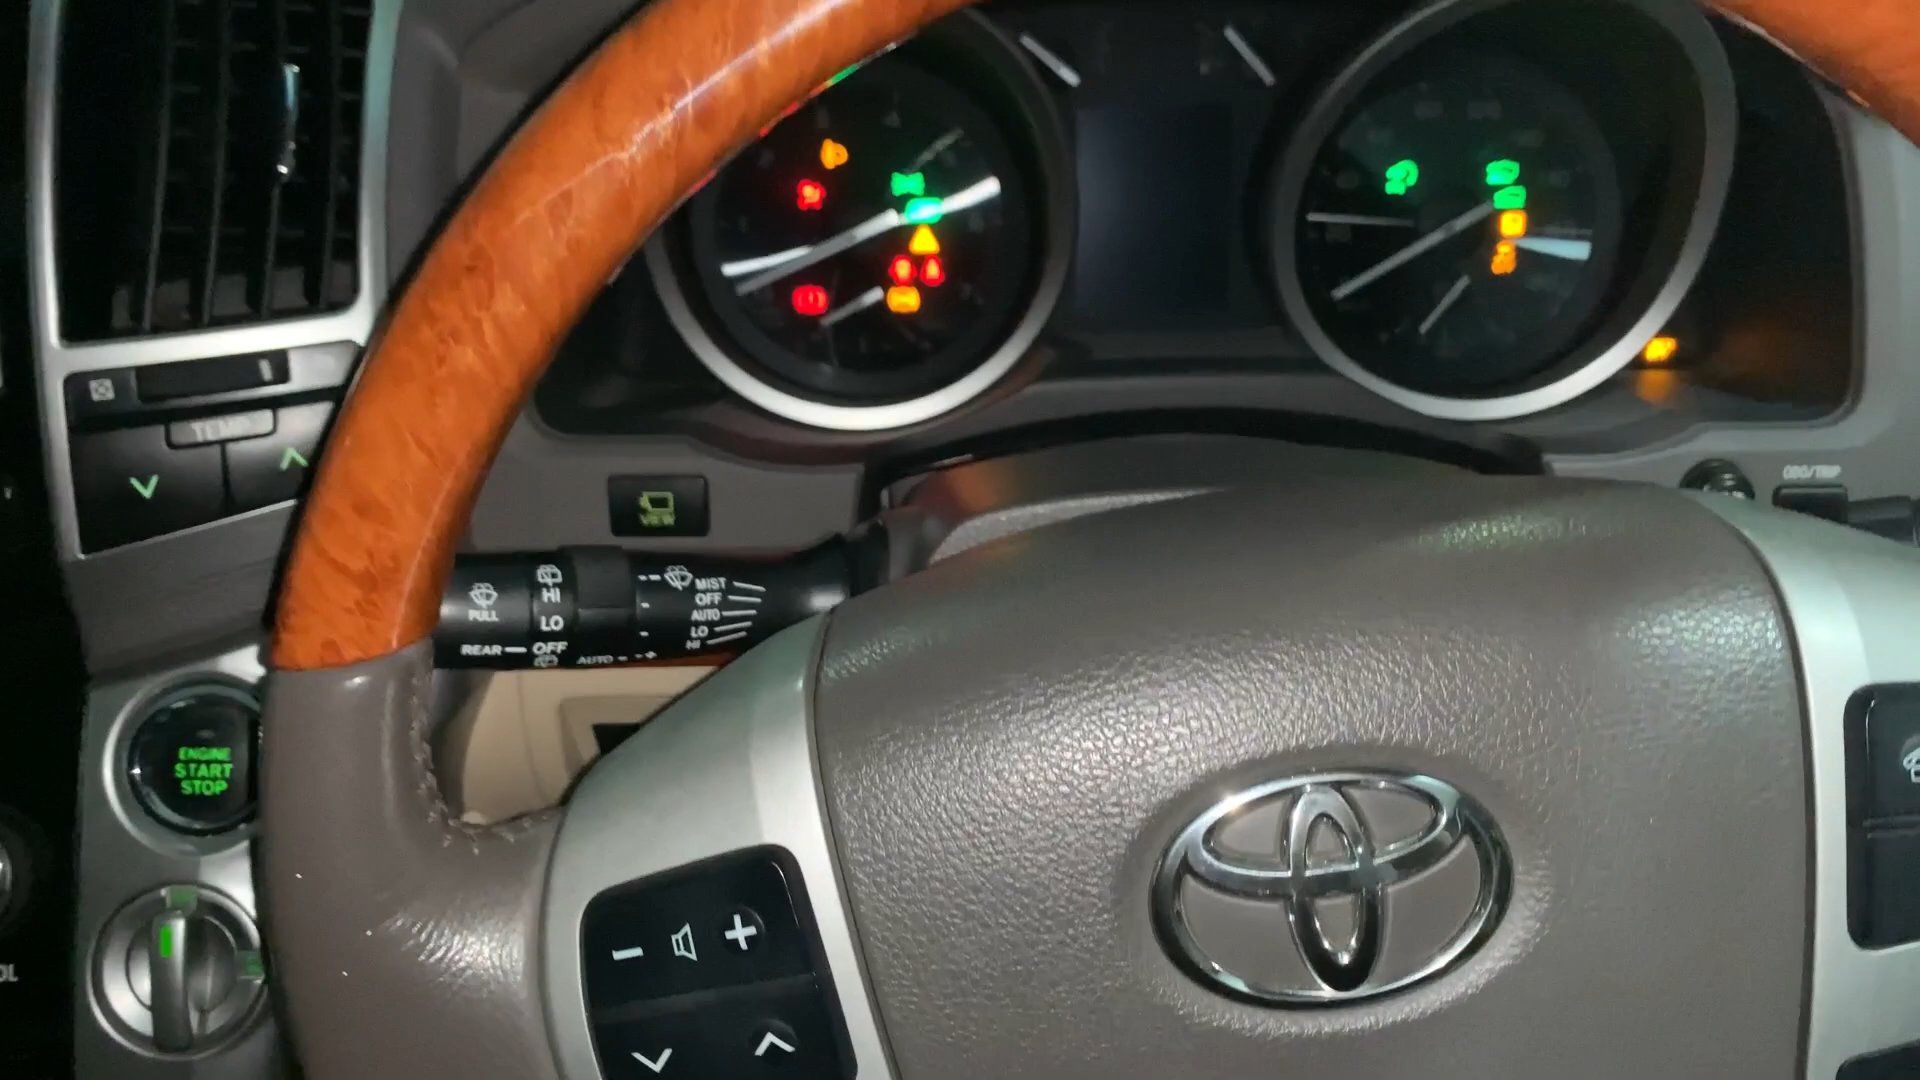 TEMP
VIEW
ODO/TRIP
PULL
HI
LO
REAR OFF
AUTO
MIST
OFF
AUTO
LO
HI
ENGINE
START
STOP